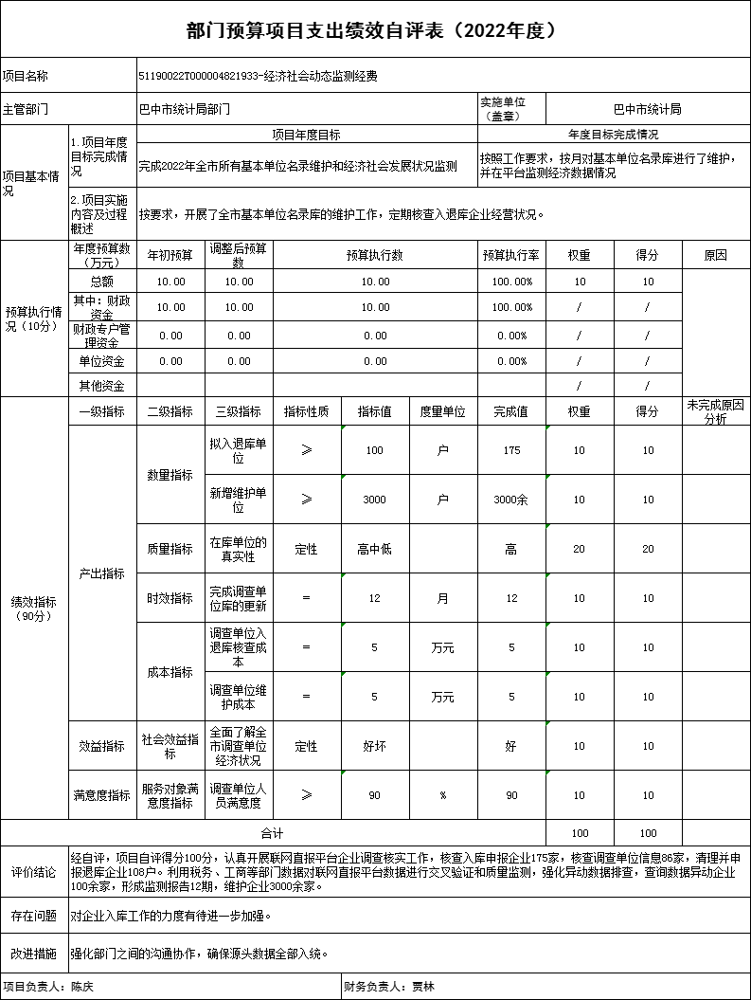 部门预算项目支出绩效自评表（2022年度）
项目名称 51190022T000004821933-经济社会动态监测经费
主管部门 巴中市统计局部门 实施单位（盖章） 巴中市统计局
项目基本情况 1.项目年度目标完成情况 项目年度目标 年度目标完成情况
完成2022年全市所有基本单位名录维护和经济社会发展状况监测 按照工作要求，按月对基本单位名录库进行了维护，并在平台监测经济数据情况
2.项目实施内容及过程概述 按要求，开展了全市基本单位名录库的维护工作，定期核查入退库企业经营状况。
预算执行情况（10分） 年度预算数（万元） 年初预算 调整后预算数 预算执行数 预算执行率 权重 得分 原因
总额 10.00 10.00 10.00 100.00% 10 10
其中：财政资金 10.00 10.00 10.00 100.00% / /
财政专户管理资金 0.00 0.00 0.00 0.00% / /
单位资金 0.00 0.00 0.00 0.00% / /
其他资金 / /
绩效指标（90分） 一级指标 二级指标 三级指标 指标性质 指标值 度量单位 完成值 权重 得分 未完成原因分析
产出指标 数量指标 拟入退库单位 ≥ 100 户 175 10 10
新增维护单位 ≥ 3000 户 3000余 10 10
质量指标 在库单位的真实性 定性 高中低 高 20 20
时效指标 完成调查单位库的更新 ＝ 12 月 12 10 10
成本指标 调查单位入退库核查成本 ＝ 5 万元 5 10 10
调查单位维护成本 ＝ 5 万元 5 10 10
效益指标 社会效益指标 全面了解全市调查单位经济状况 定性 好坏 好 10 10
满意度指标 服务对象满意度指标 调查单位人员满意度 ≥ 90 % 90 10 10
合计 100 100
评价结论 经自评，项目自评得分100分，认真开展联网直报平台企业调查核实工作，核查入库申报企业175家，核查调查单位信息86家，清理并申报退库企业108户。利用税务、工商等部门数据对联网直报平台数据进行交叉验证和质量监测，强化异动数据排查，查询数据异动企业100余家，形成监测报告12期，维护企业3000余家。
存在问题 对企业入库工作的力度有待进一步加强。
改进措施 强化部门之间的沟通协作，确保源头数据全部入统。
项目负责人：陈庆 财务负责人：贾林